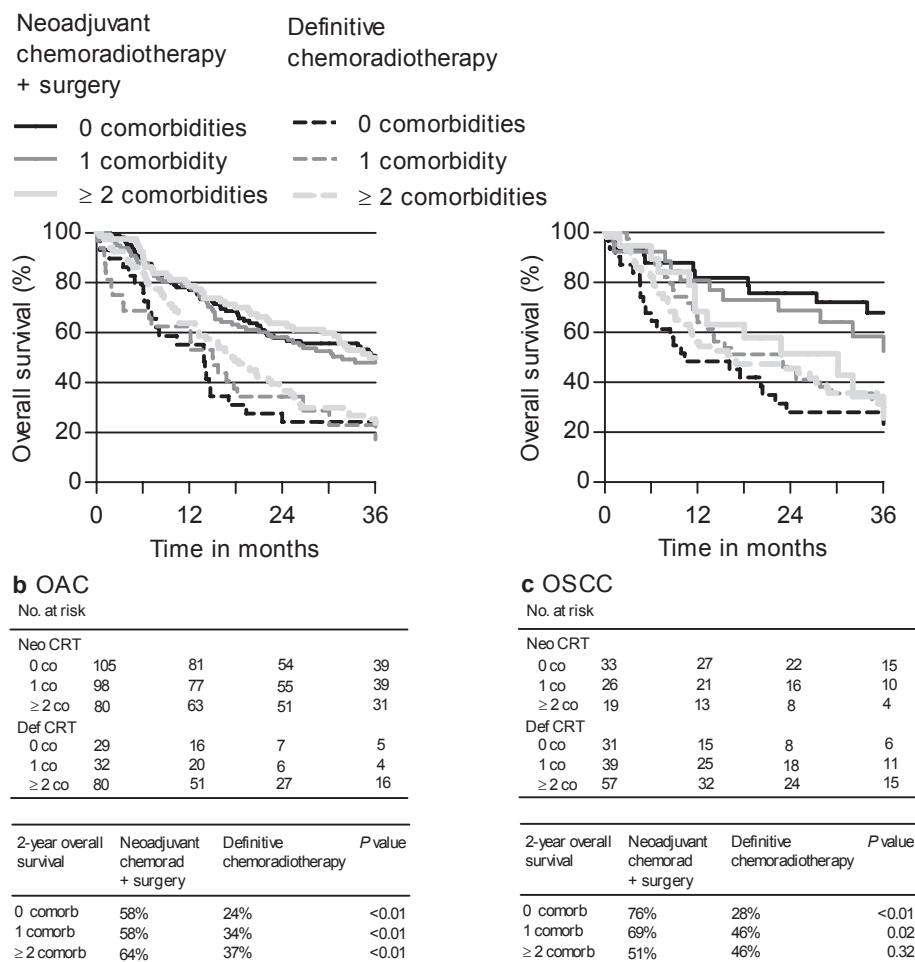 Neoadjuvant
chemoradiotherapy
+ surgery
0 comorbidities
1 comorbidity
≥ 2 comorbidities
Definitive
chemoradiotherapy
0 comorbidities
1 comorbidity
≥ 2 comorbidities
Overall survival (%)
100
80
60
40
20
0
0 12 24 36
Time in months
b OAC
No. at risk
Neo CRT
0 co 105 81 54 39
1 co 98 77 55 39
≥ 2 co 80 63 51 31
Def CRT
0 co 29 16 7 5
1 co 32 20 6 4
≥ 2 co 80 51 27 16
2-year overall survival Neoadjuvant chemorad + surgery Definitive chemoradiotherapy P value
0 comorb 58% 24% <0.01
1 comorb 58% 34% <0.01
≥ 2 comorb 64% 37% <0.01
Overall survival (%)
100
80
60
40
20
0
0 12 24 36
Time in months
c OSCC
No. at risk
Neo CRT
0 co 33 27 22 15
1 co 26 21 16 10
≥ 2 co 19 13 8 4
Def CRT
0 co 31 15 8 6
1 co 39 25 18 11
≥ 2 co 57 32 24 15
2-year overall survival Neoadjuvant chemorad + surgery Definitive chemoradiotherapy P value
0 comorb 76% 28% <0.01
1 comorb 69% 46% 0.02
≥ 2 comorb 51% 46% 0.32